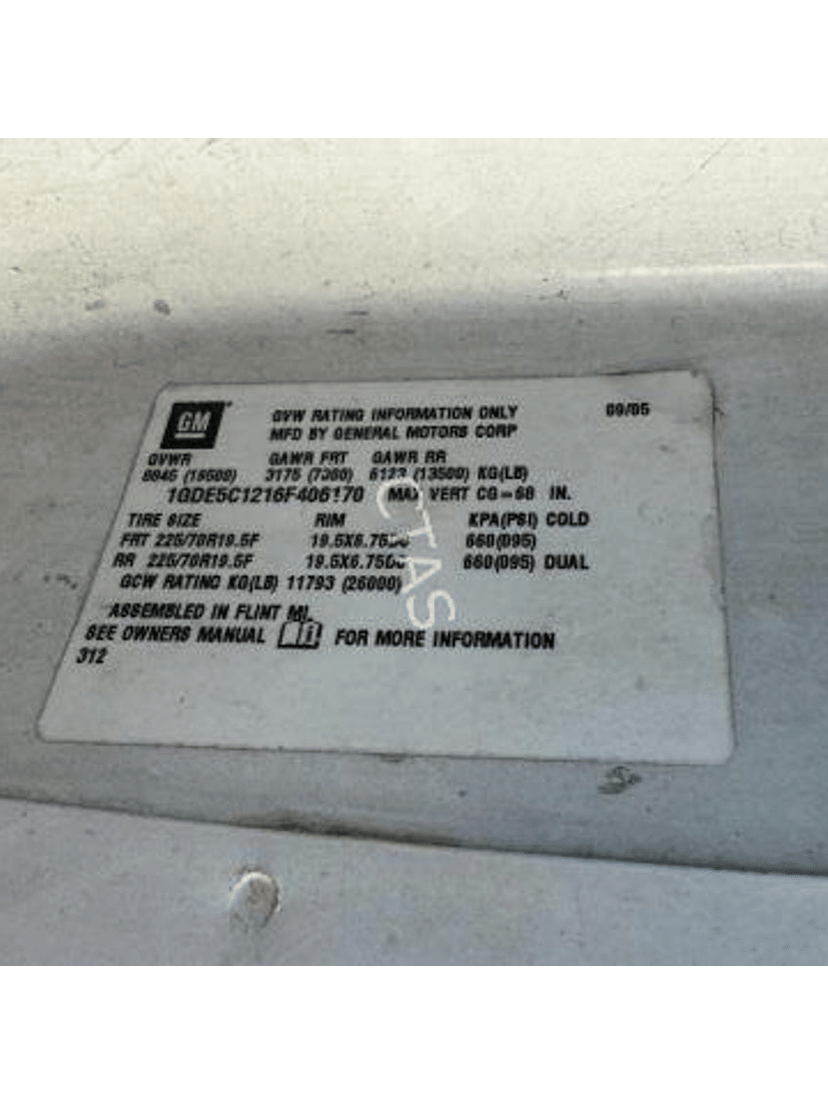 GM
GVW RATING INFORMATION ONLY 09/05
MFD BY GENERAL MOTORS CORP
GVWR GAWR FRT GAWR RR
8845 (19500) 3175 (7000) 6123 (13500) KG(LB)
1GDE5C1216F406170 MAX VERT CG=68 IN.
TIRE SIZE RIM KPA(PSI) COLD
FRT 225/70R19.5F 19.5X6.75DC 660(095)
RR 225/70R19.5F 19.5X6.75DC 660(095) DUAL
GCW RATING KG(LB) 11793 (26000)
ASSEMBLED IN FLINT MI.
SEE OWNERS MANUAL FOR MORE INFORMATION
312
CTAS